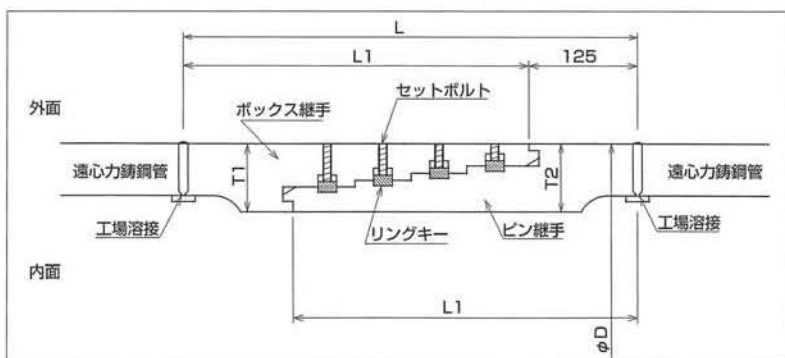 L
L1
125
外面
ボックス継手
セットボルト
遠心力鋳鋼管
T1
T2
遠心力鋳鋼管
工場溶接
リングキー
ピン継手
工場溶接
内面
L1
φD